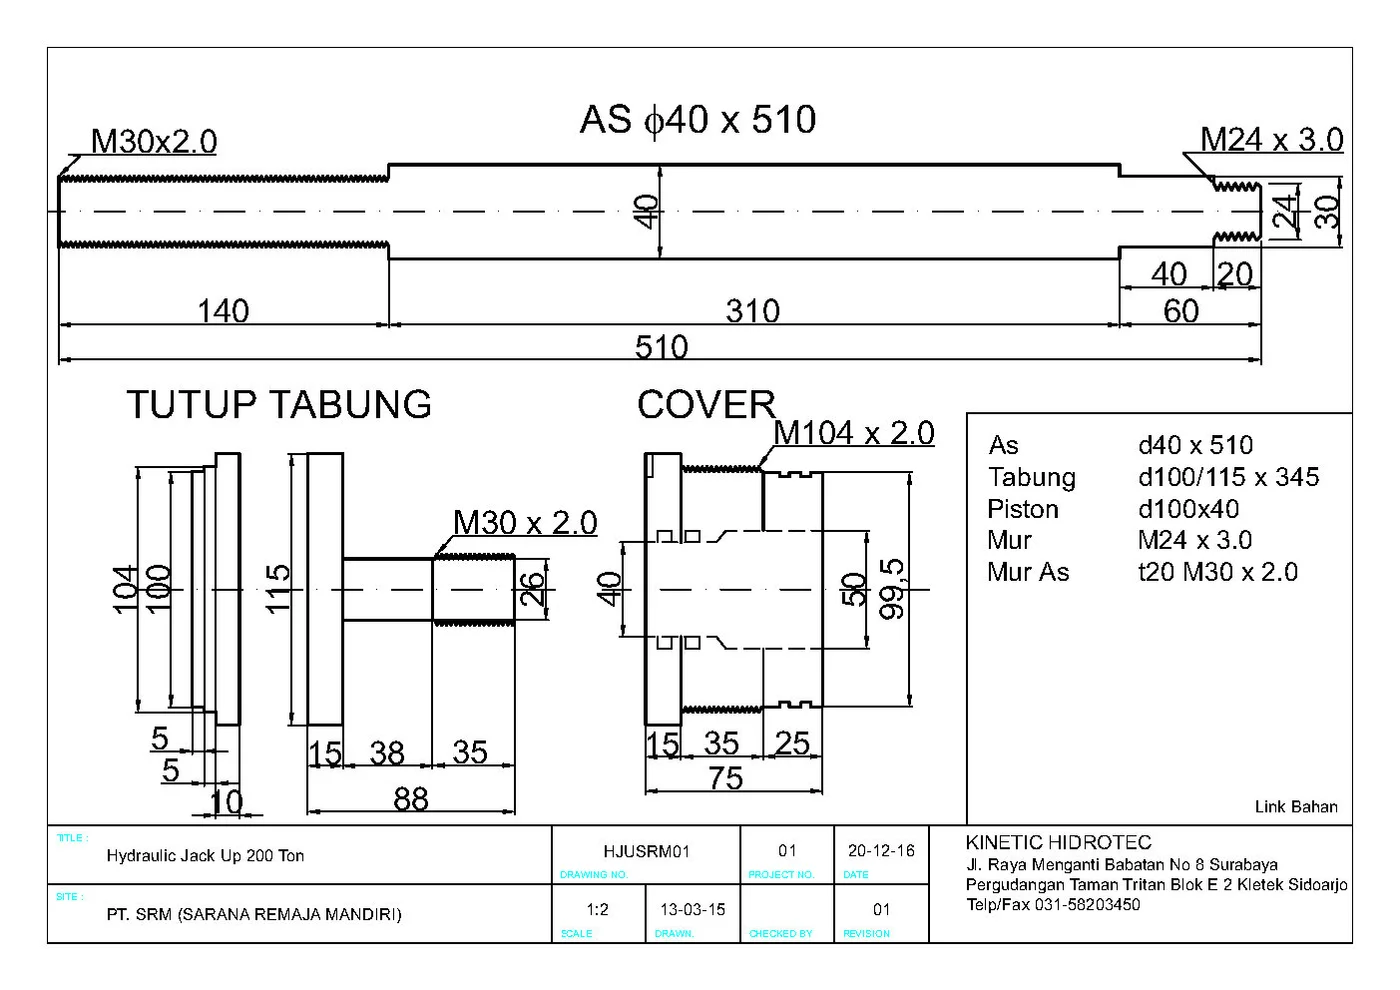 AS ϕ40 x 510
M30x2.0
M24 x 3.0
40
24
30
40
20
140
310
60
510
TUTUP TABUNG
COVER
M104 x 2.0
M30 x 2.0
104
100
115
26
40
50
99,5
5
5
10
15
38
35
88
15
35
25
75
As d40 x 510
Tabung d100/115 x 345
Piston d100x40
Mur M24 x 3.0
Mur As t20 M30 x 2.0
Link Bahan
TITLE :
Hydraulic Jack Up 200 Ton
HJUSRM01
DRAWING NO.
01
PROJECT NO.
20-12-16
DATE
SITE :
PT. SRM (SARANA REMAJA MANDIRI)
1:2
SCALE
13-03-15
DRAWN.
CHECKED BY
01
REVISION
KINETIC HIDROTEC
Jl. Raya Menganti Babatan No 8 Surabaya
Pergudangan Taman Tritan Blok E 2 Kletek Sidoarjo
Telp/Fax 031-58203450